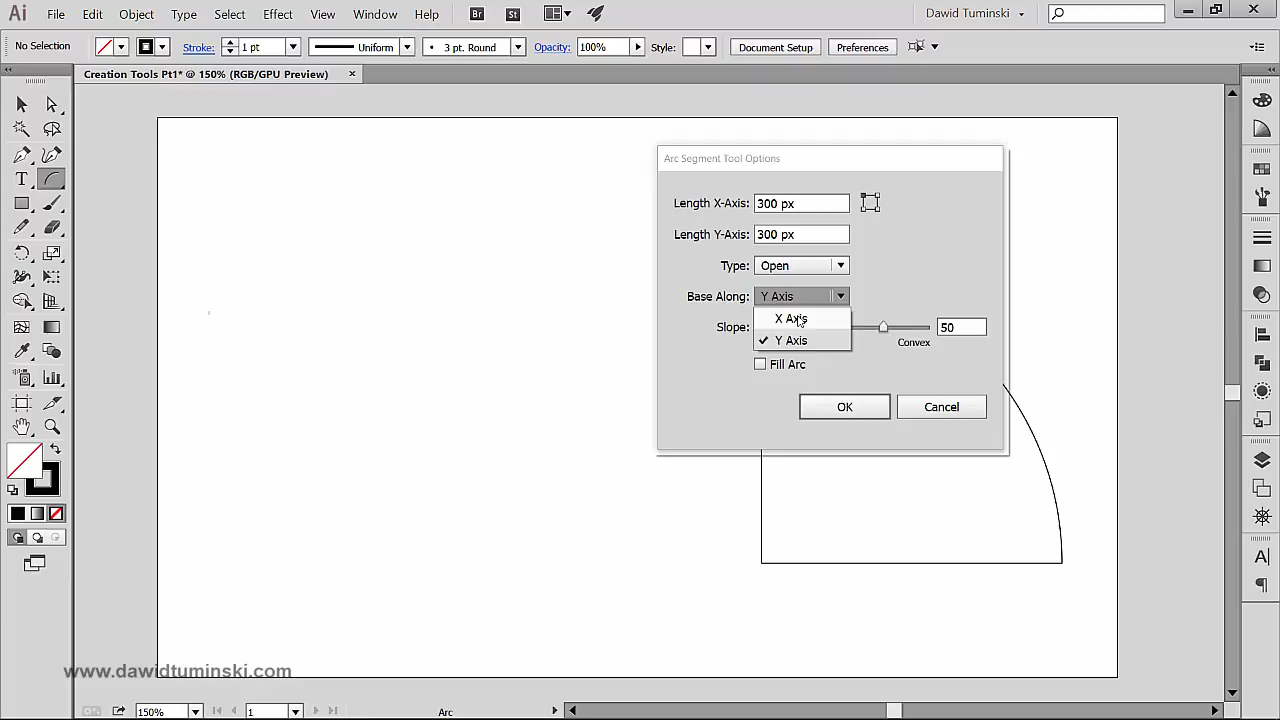 Ai File Edit Object Type Select Effect View Window Help Br St Dawid Tuminski
No Selection Stroke: 1 pt Uniform 3 pt. Round Opacity: 100% Style: Document Setup Preferences
Creation Tools Pt1* @ 150% (RGB/GPU Preview)
Arc Segment Tool Options
Length X-Axis: 300 px
Length Y-Axis: 300 px
Type: Open
Base Along: Y Axis
X Axis
Slope: 50
Y Axis
Convex
Fill Arc
OK Cancel
www.dawidtuminski.com
150% 1 Arc